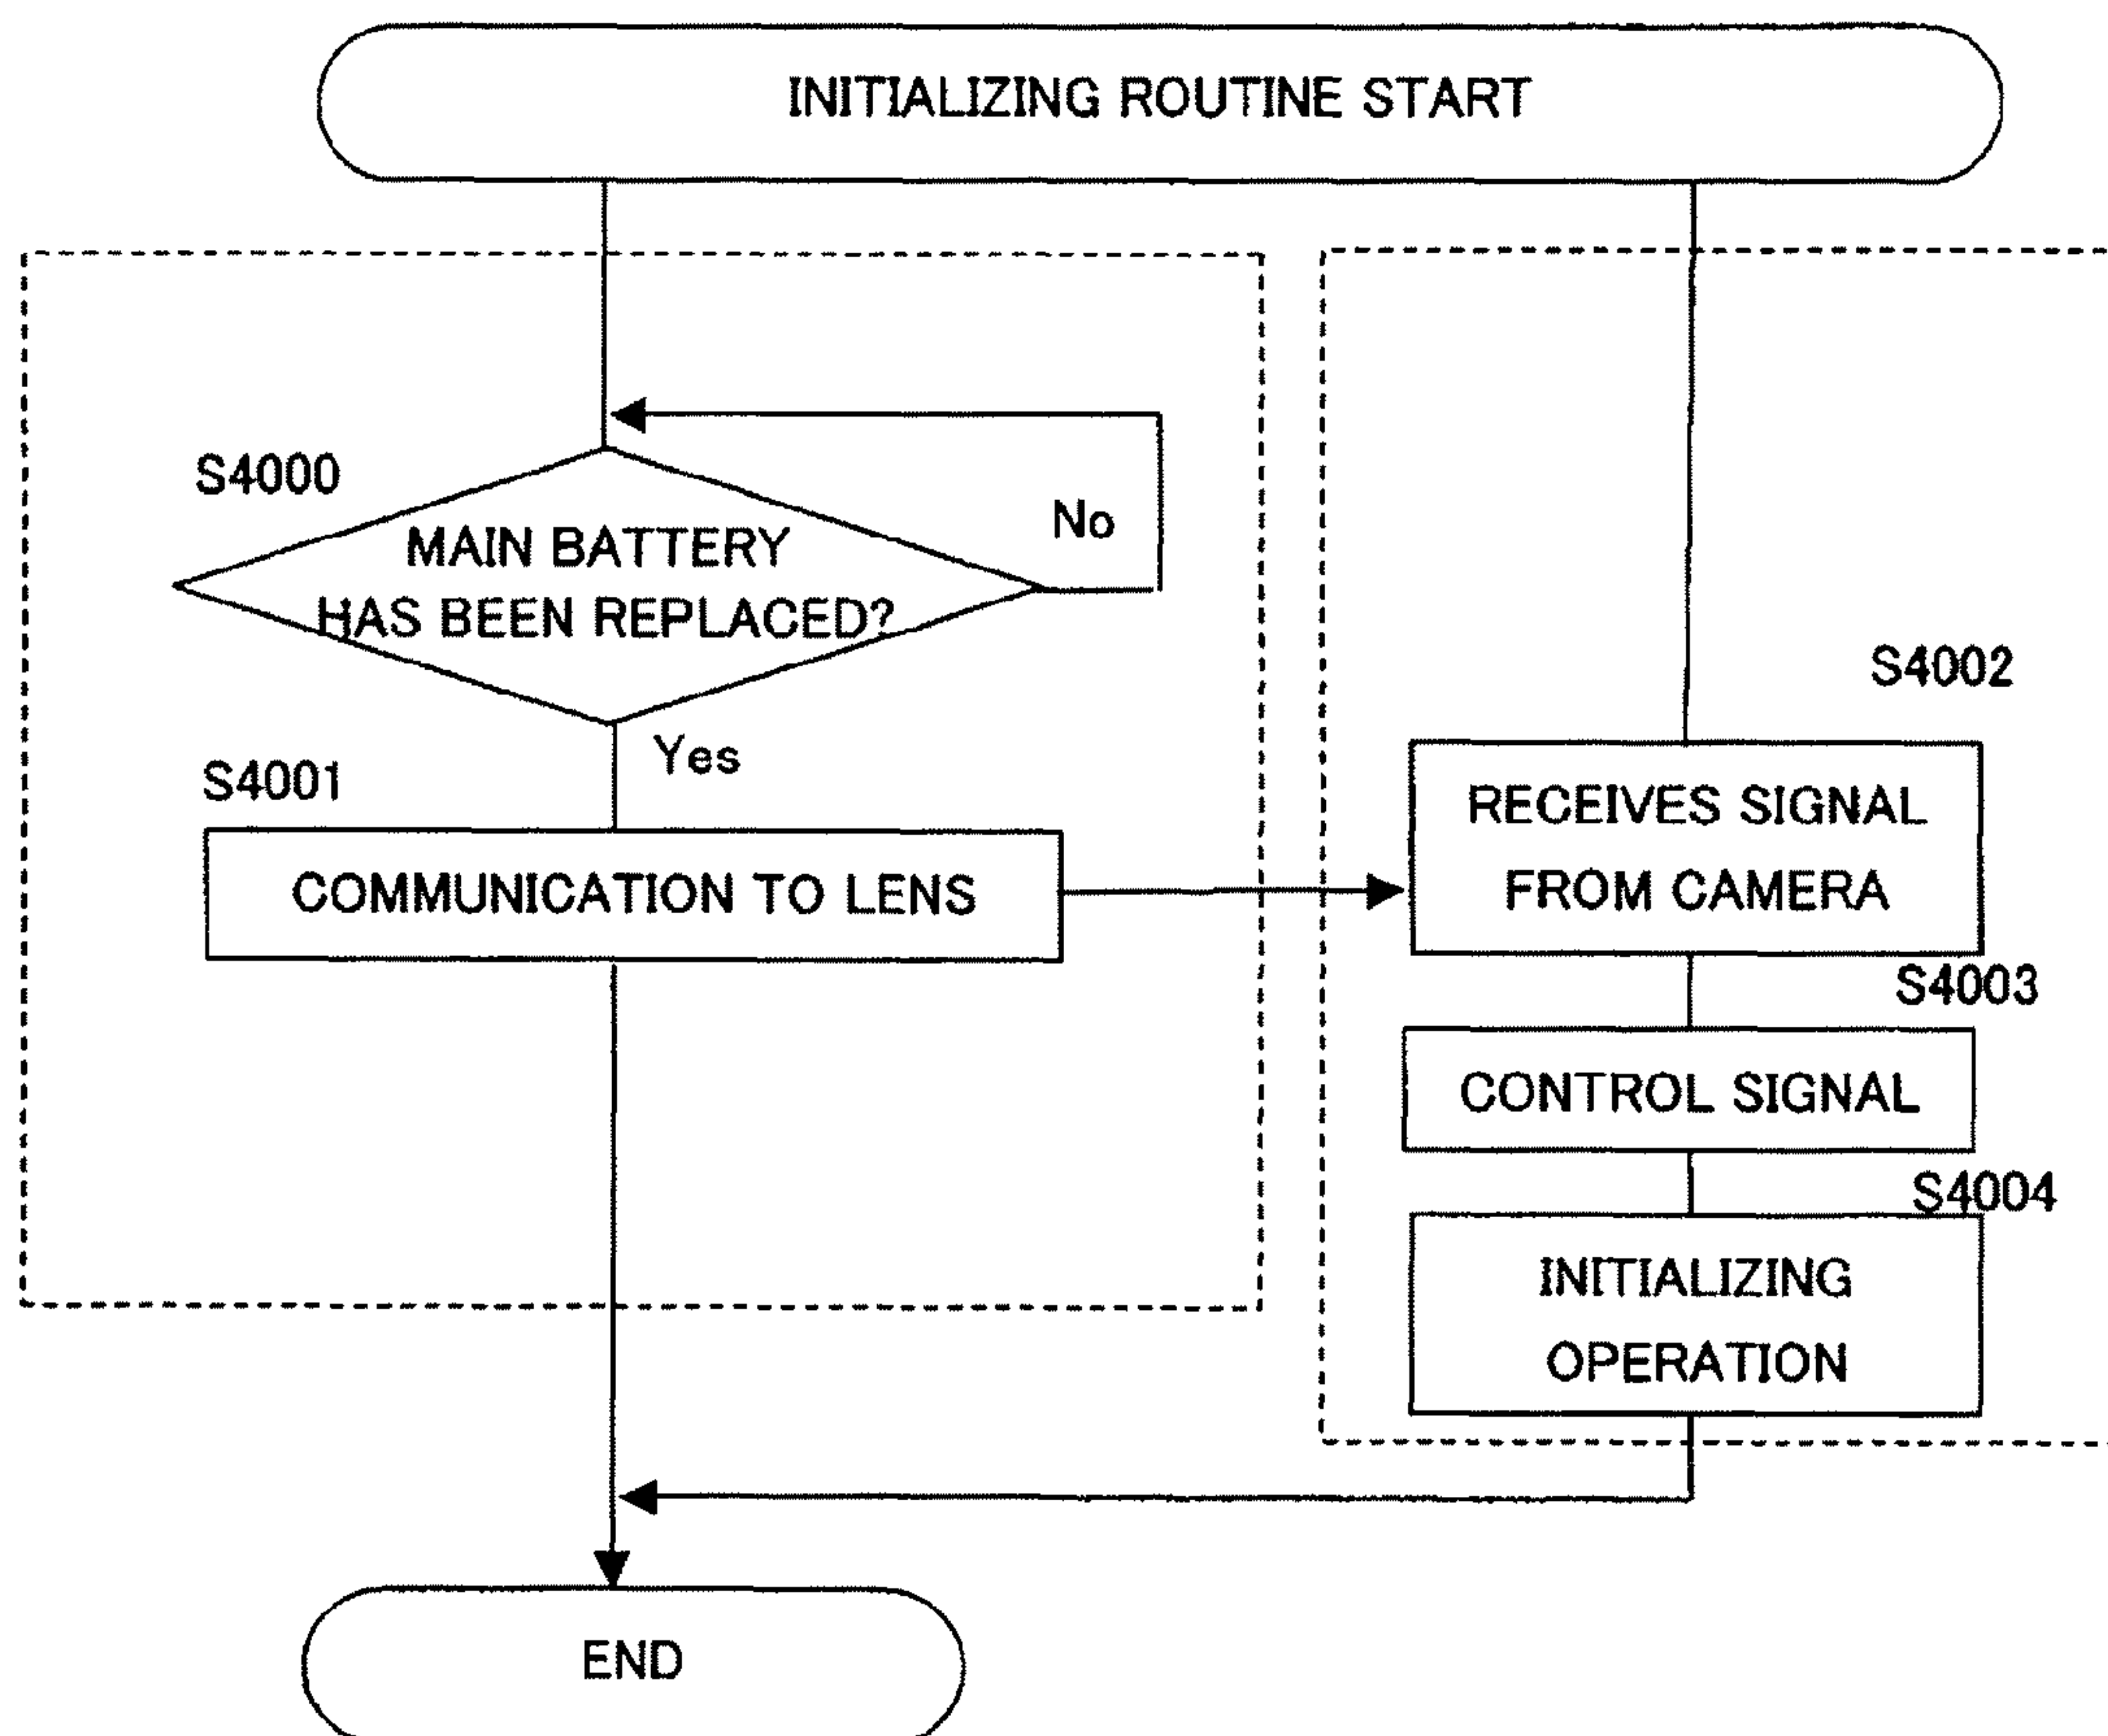 INITIALIZING ROUTINE START
S4000
MAIN BATTERY
HAS BEEN REPLACED?
No
Yes
S4001
COMMUNICATION TO LENS
S4002
RECEIVES SIGNAL
FROM CAMERA
S4003
CONTROL SIGNAL
S4004
INITIALIZING
OPERATION
END